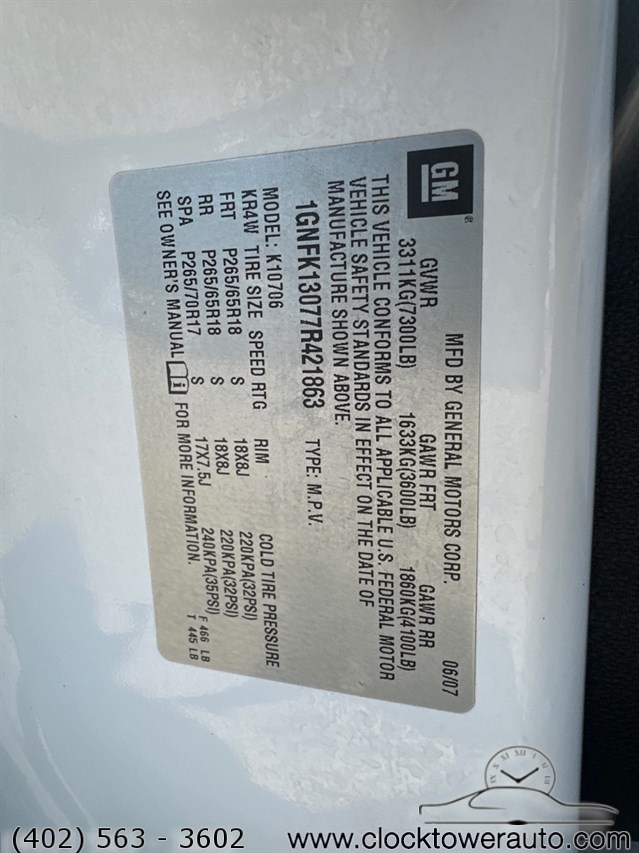 GM®
MFD BY GENERAL MOTORS CORP. 06/07
GVWR GAWR FRT GAWR RR
3311KG(7300LB) 1633KG(3600LB) 1860KG(4100LB)
THIS VEHICLE CONFORMS TO ALL APPLICABLE U.S. FEDERAL MOTOR
VEHICLE SAFETY STANDARDS IN EFFECT ON THE DATE OF
MANUFACTURE SHOWN ABOVE.
1GNFK13077R421863 TYPE: M.P.V.
MODEL: K10706
KR4W TIRE SIZE SPEED RTG RIM COLD TIRE PRESSURE
FRT P265/65R18 S 18X8J 220KPA(32PSI)
RR P265/65R18 S 18X8J 220KPA(32PSI)
SPA P265/70R17 S 17X7.5J 240KPA(35PSI)
SEE OWNER'S MANUAL i FOR MORE INFORMATION.
F 466 LB
T 445 LB
(402) 563 - 3602 www.clocktowerauto.com